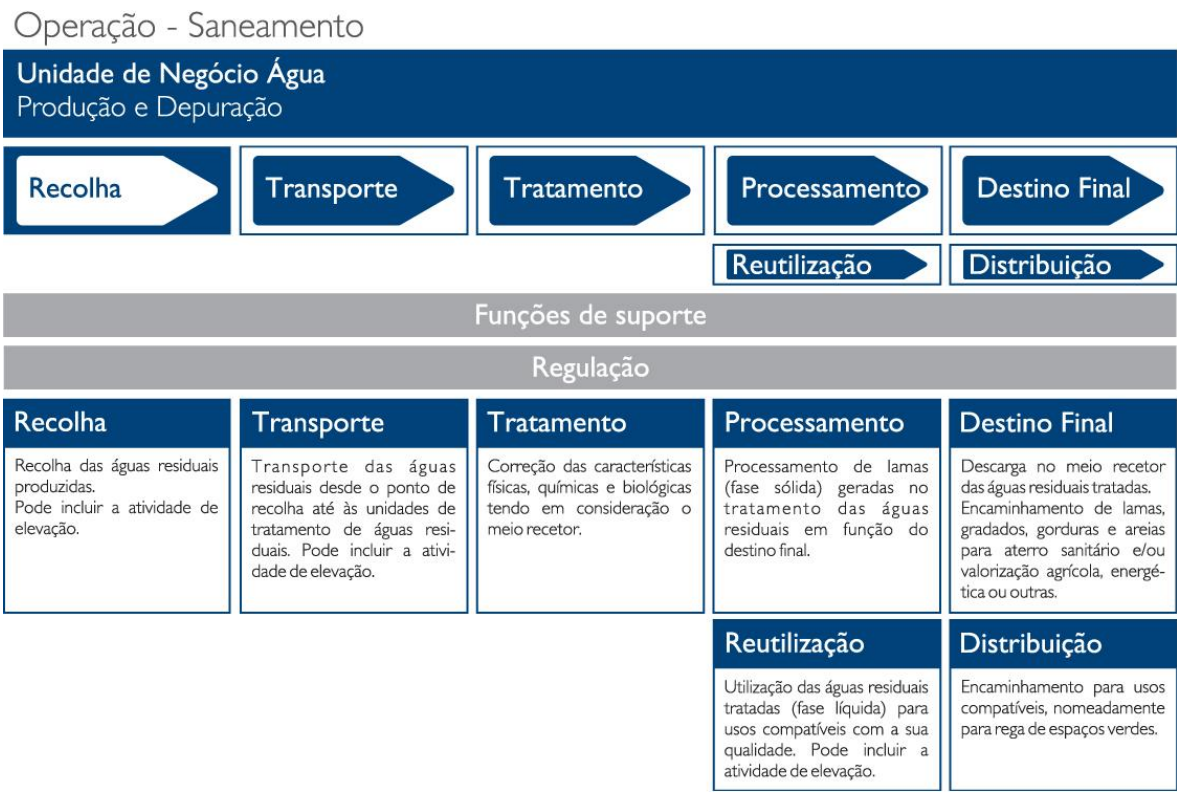 Operação - Saneamento
Unidade de Negócio Água
Produção e Depuração
Recolha
Transporte
Tratamento
Processamento
Destino Final
Reutilização
Distribuição
Funções de suporte
Regulação
Recolha
Recolha das águas residuais
produzidas.
Pode incluir a atividade de
elevação.
Transporte
Transporte das águas
residuais desde o ponto de
recolha até às unidades de
tratamento de águas resi-
duais. Pode incluir a ativi-
dade de elevação.
Tratamento
Correção das características
físicas, químicas e biológicas
tendo em consideração o
meio recetor.
Processamento
Processamento de lamas
(fase sólida) geradas no
tratamento das águas
residuais em função do
destino final.
Destino Final
Descarga no meio recetor
das águas residuais tratadas.
Encaminhamento de lamas,
gradados, gorduras e areias
para aterro sanitário e/ou
valorização agrícola, energé-
tica ou outras.
Reutilização
Utilização das águas residuais
tratadas (fase líquida) para
usos compatíveis com a sua
qualidade. Pode incluir a
atividade de elevação.
Distribuição
Encaminhamento para usos
compatíveis, nomeadamente
para rega de espaços verdes.